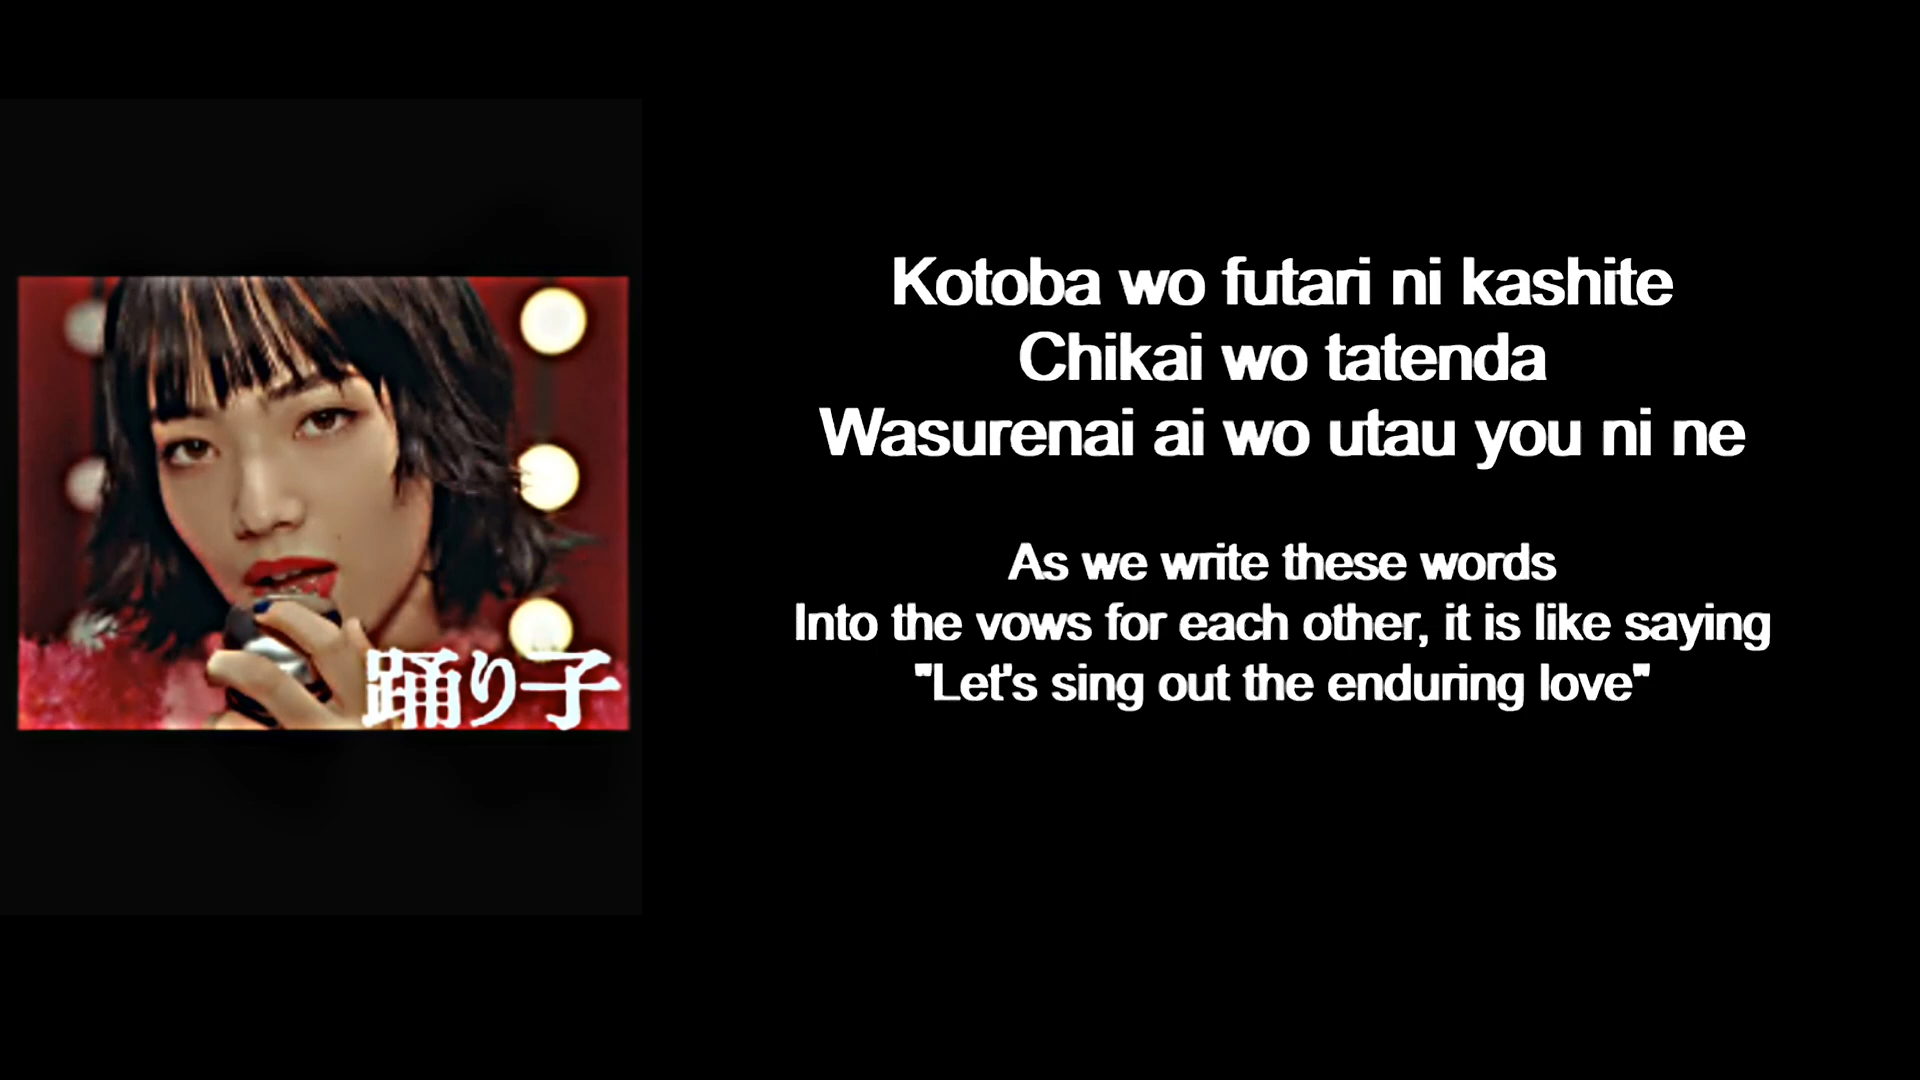 踊り子
Kotoba wo futari ni kashite
Chikai wo tatenda
Wasurenai ai wo utau you ni ne
As we write these words
Into the vows for each other, it is like saying
"Let's sing out the enduring love"